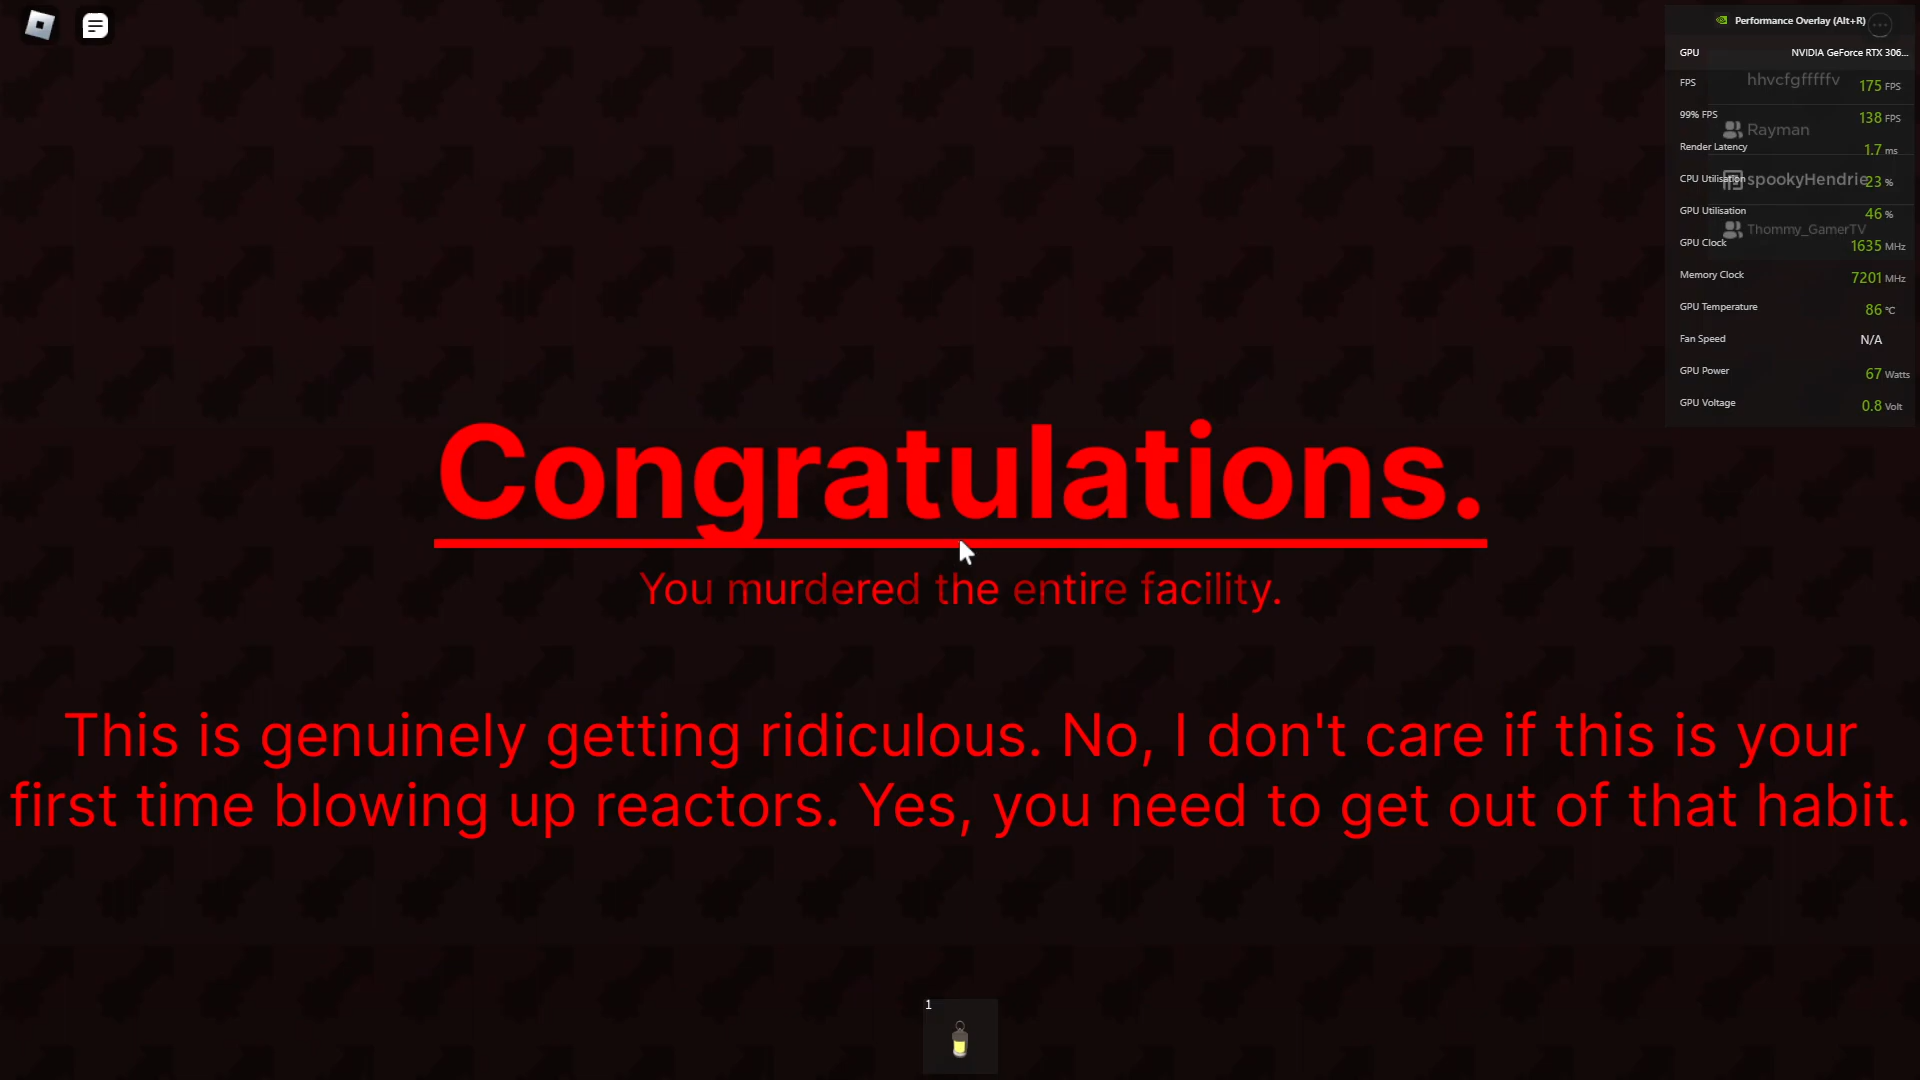 Performance Overlay (Alt+R)
GPU NVIDIA GeForce RTX 306...
hhvcfgfffffv
FPS 175 FPS
99% FPS 138 FPS
Rayman
Render Latency 1.7 ms
CPU Utilisation 23 %
spookyHendrie
GPU Utilisation 46 %
Thommy_GamerTV
GPU Clock 1635 MHz
Memory Clock 7201 MHz
GPU Temperature 86 °C
Fan Speed N/A
GPU Power 67 Watts
GPU Voltage 0.8 Volt
Congratulations.
You murdered the entire facility.
This is genuinely getting ridiculous. No, I don't care if this is your
first time blowing up reactors. Yes, you need to get out of that habit.
1